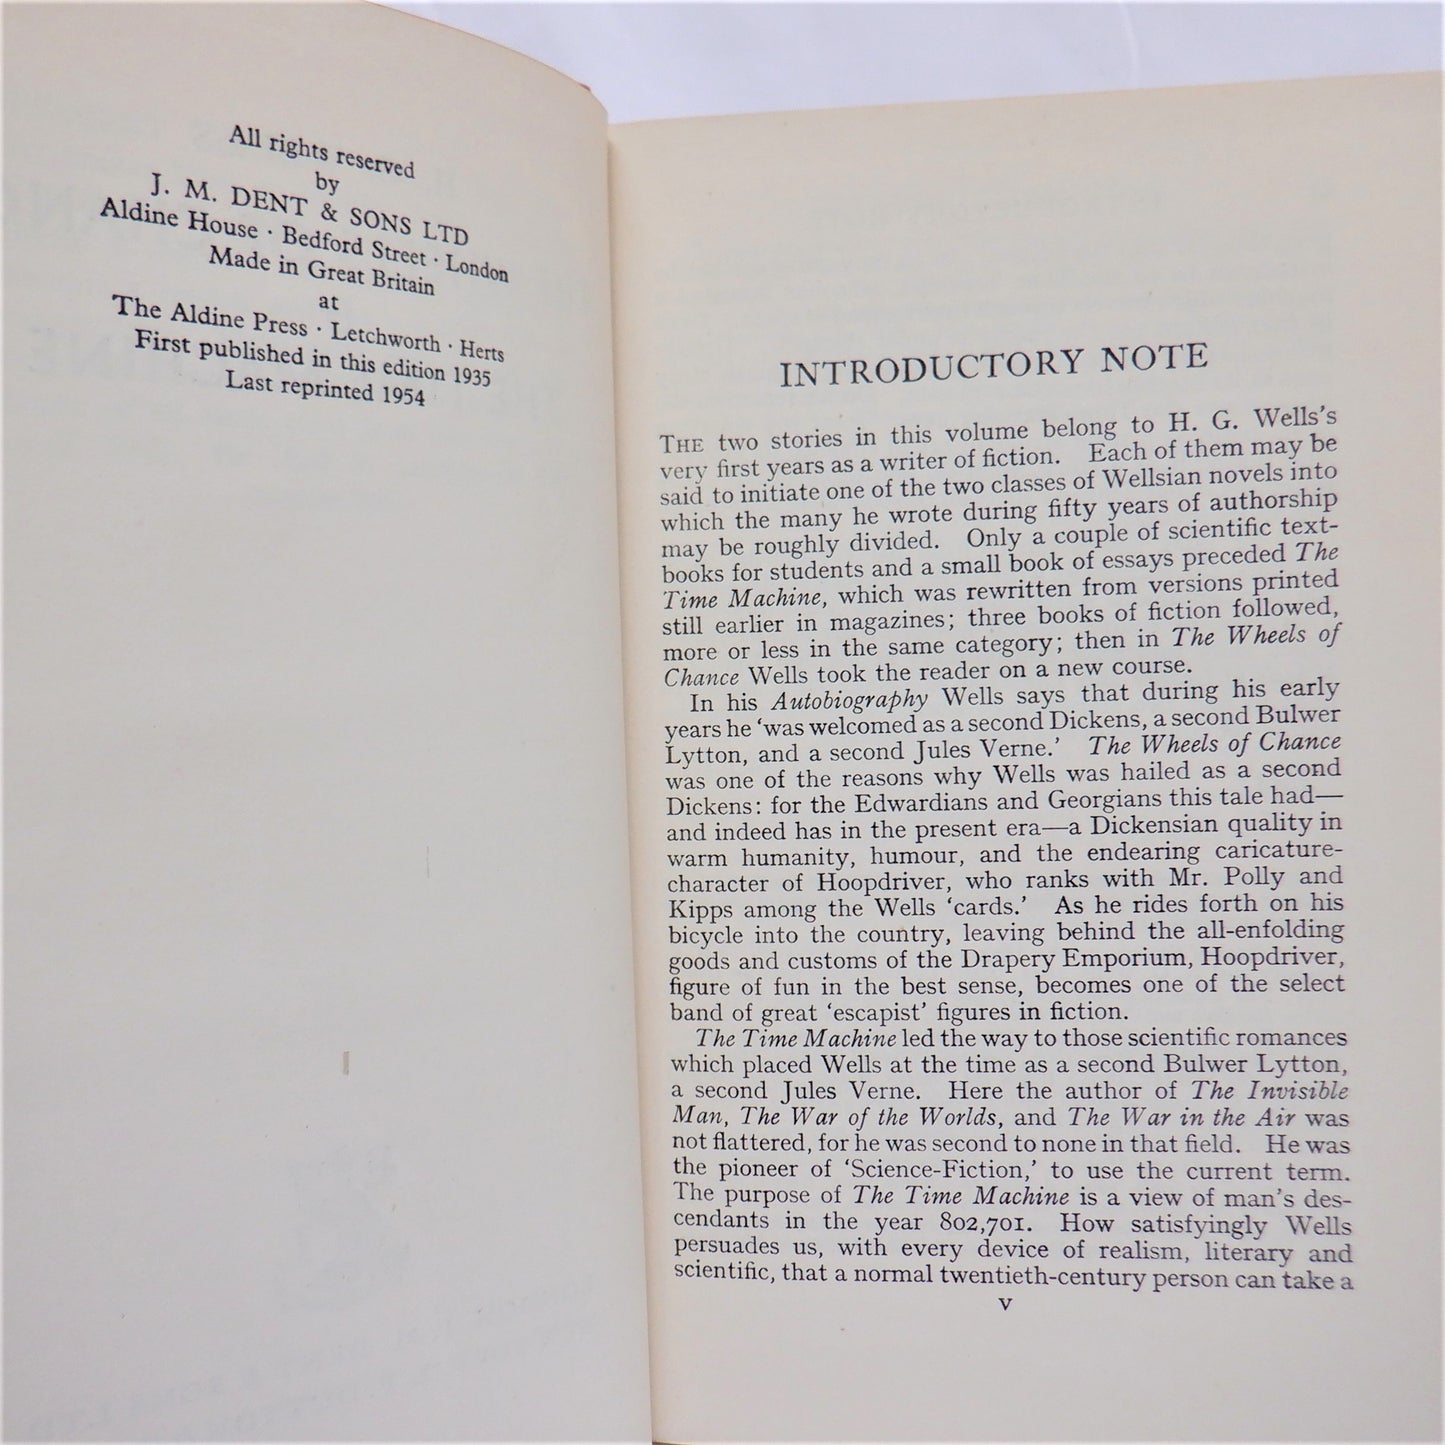 All rights reserved
by
J. M. DENT & SONS LTD
Aldine House · Bedford Street · London
Made in Great Britain
at
The Aldine Press · Letchworth · Herts
First published in this edition 1935
Last reprinted 1954
INTRODUCTORY NOTE
THE two stories in this volume belong to H. G. Wells's
very first years as a writer of fiction. Each of them may be
said to initiate one of the two classes of Wellsian novels into
which the many he wrote during fifty years of authorship
may be roughly divided. Only a couple of scientific text-
books for students and a small book of essays preceded The
Time Machine, which was rewritten from versions printed
still earlier in magazines; three books of fiction followed,
more or less in the same category; then in The Wheels of
Chance Wells took the reader on a new course.
In his Autobiography Wells says that during his early
years he 'was welcomed as a second Dickens, a second Bulwer
Lytton, and a second Jules Verne.' The Wheels of Chance
was one of the reasons why Wells was hailed as a second
Dickens: for the Edwardians and Georgians this tale had—
and indeed has in the present era—a Dickensian quality in
warm humanity, humour, and the endearing caricature-
character of Hoopdriver, who ranks with Mr. Polly and
Kipps among the Wells 'cards.' As he rides forth on his
bicycle into the country, leaving behind the all-enfolding
goods and customs of the Drapery Emporium, Hoopdriver,
figure of fun in the best sense, becomes one of the select
band of great 'escapist' figures in fiction.
The Time Machine led the way to those scientific romances
which placed Wells at the time as a second Bulwer Lytton,
a second Jules Verne. Here the author of The Invisible
Man, The War of the Worlds, and The War in the Air was
not flattered, for he was second to none in that field. He was
the pioneer of 'Science-Fiction,' to use the current term.
The purpose of The Time Machine is a view of man's des-
cendants in the year 802,701. How satisfyingly Wells
persuades us, with every device of realism, literary and
scientific, that a normal twentieth-century person can take a
v